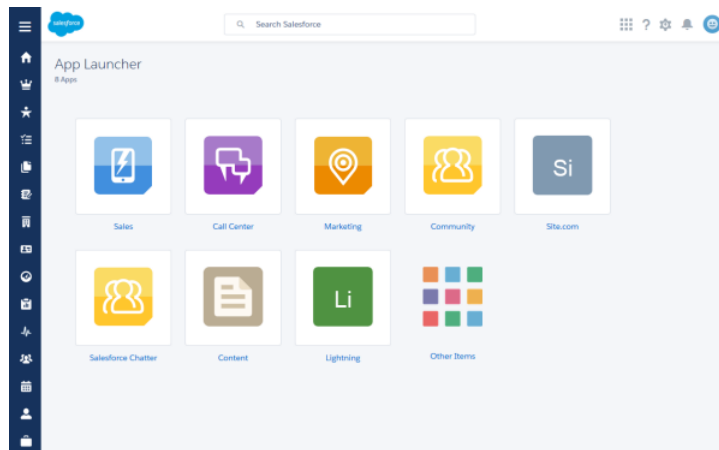 salesforce
Search Salesforce
?
App Launcher
8 Apps
Si
Sales
Call Center
Marketing
Community
Site.com
Li
Salesforce Chatter
Content
Lightning
Other Items